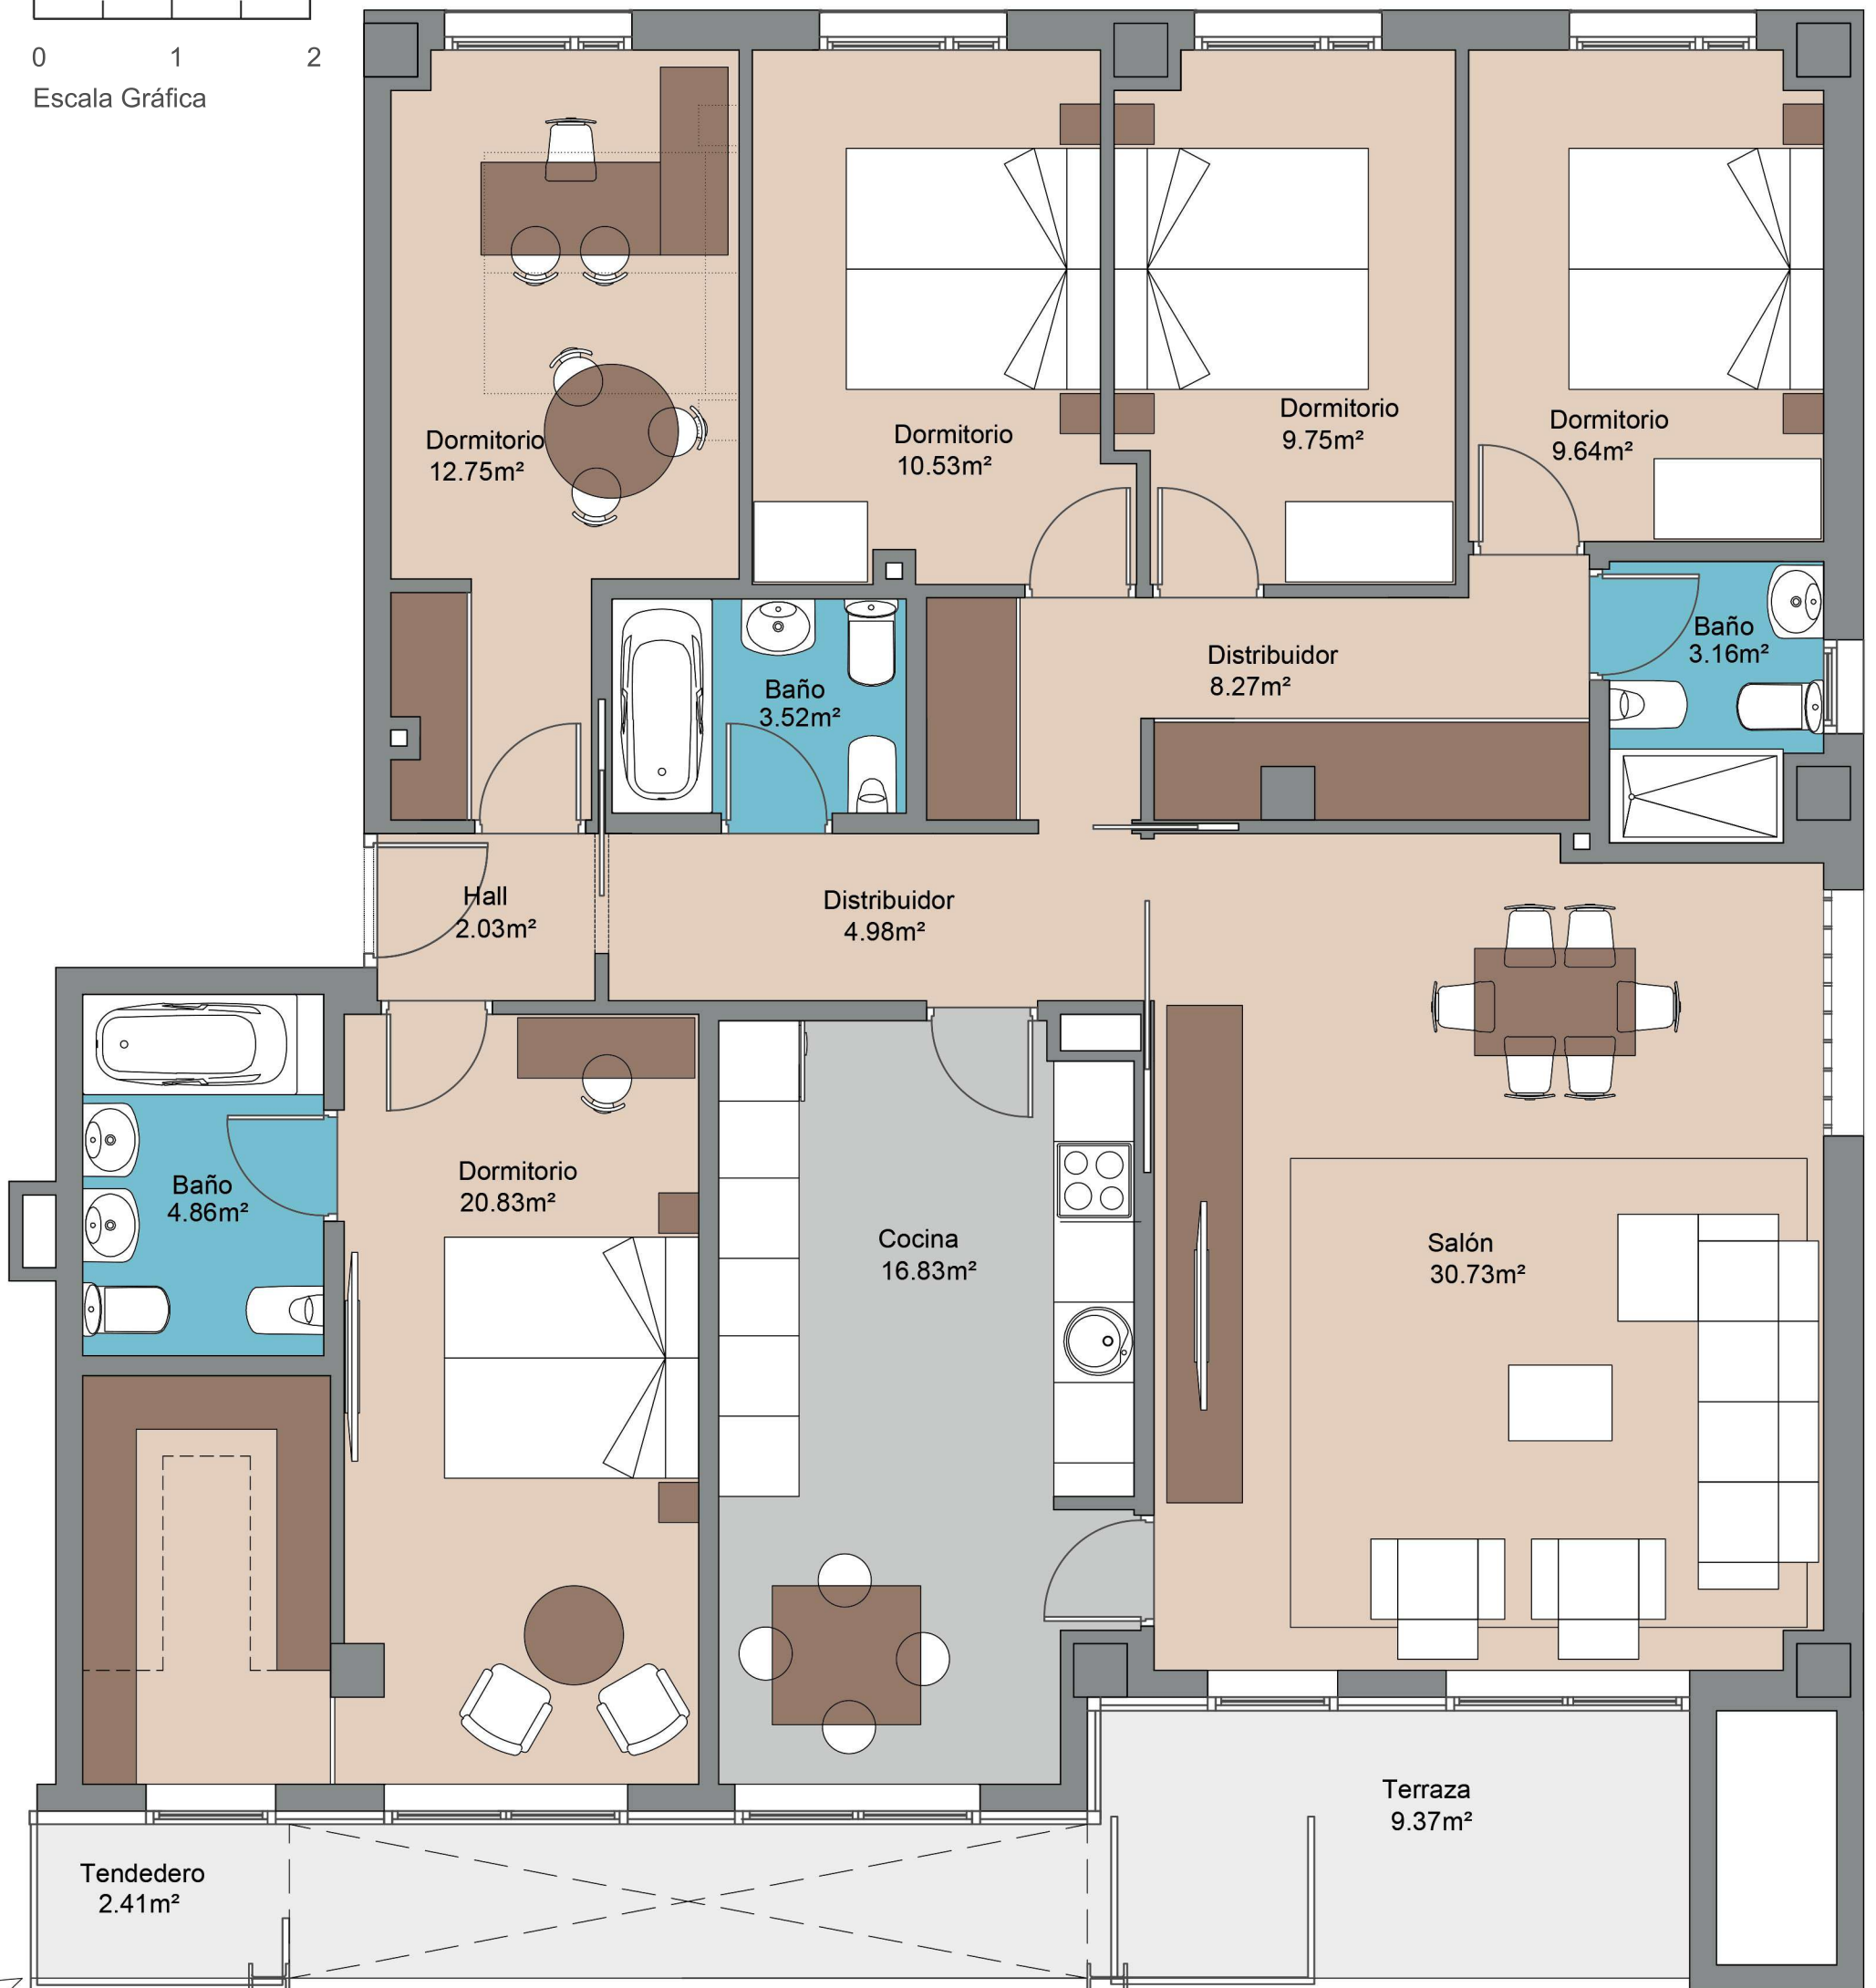 0 1 2
Escala Gráfica
Dormitorio
12.75m²
Dormitorio
10.53m²
Dormitorio
9.75m²
Dormitorio
9.64m²
Baño
3.52m²
Distribuidor
8.27m²
Baño
3.16m²
Hall
2.03m²
Distribuidor
4.98m²
Baño
4.86m²
Dormitorio
20.83m²
Cocina
16.83m²
Salón
30.73m²
Terraza
9.37m²
Tendedero
2.41m²